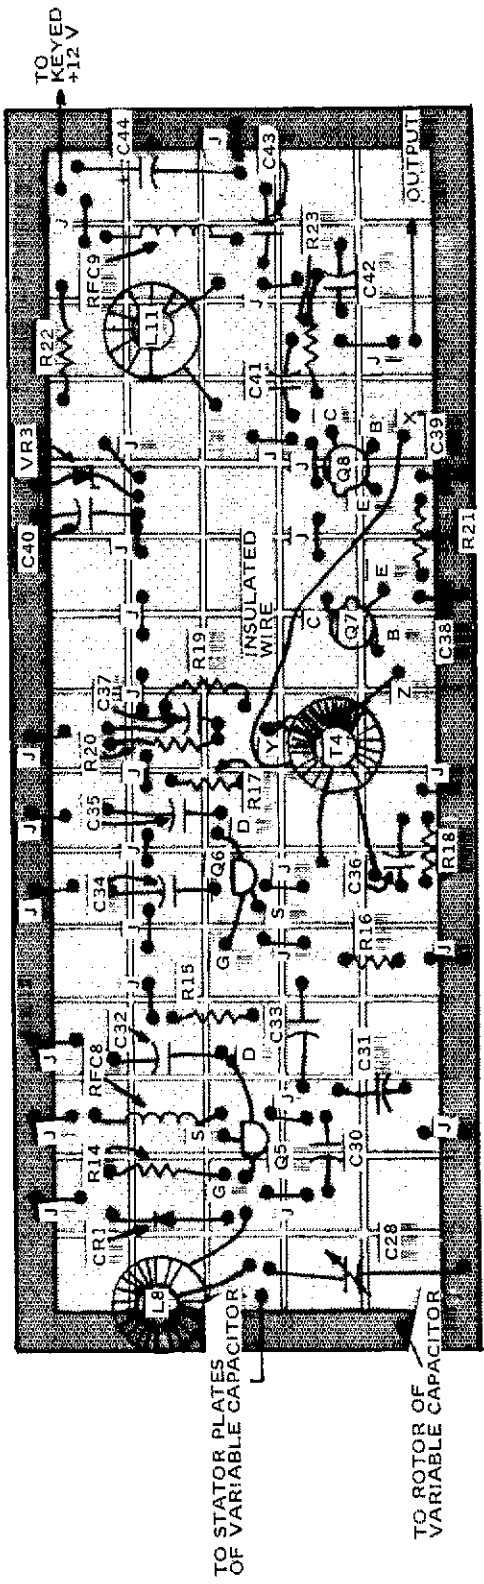 TO
KEYED
+12 V
J
C44
J
C43
OUTPUT
RFC9
J
R23
R22
L11
C41
C42
J
VR3
C40
J
J
C
B
Q8
E
X
C39
R21
J
J
INSULATED
WIRE
J
C
Q7
E
B
C38
R19
C37
J
R20
J
J
Y
T4
Z
R17
J
C35
J
D
Q6
C36
R18
J
C34
J
S
J
G
R16
J
R15
C33
J
C32
D
J
C31
RFC8
J
S
Q5
J
C30
R14
G
J
CR1
J
C28
L8
TO STATOR PLATES
OF VARIABLE CAPACITOR
TO ROTOR OF
VARIABLE CAPACITOR